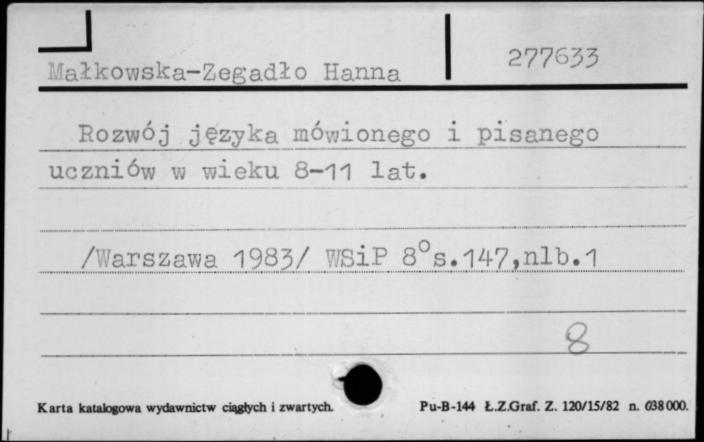 Małkowska-Zegadło Hanna
277633
Rozwój języka mówionego i pisanego
uczniów w wieku 8-11 lat.
/Warszawa 1983/ WSiP 8° s.147,nlb.1
8
Karta katalogowa wydawnictw ciągłych i zwartych.
Pu-B-144 Ł.Z.Graf. Z. 120/15/82 n. 638000.